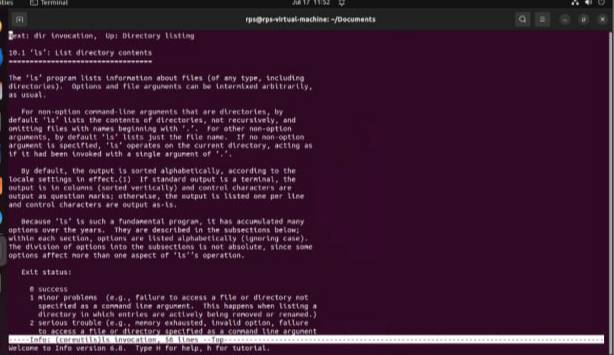 Terminal
Jul 17 11:52
rps@rps-virtual-machine: ~/Documents
Next: dir invocation, Up: Directory listing
10.1 ‘ls’: List directory contents
==================================
The ‘ls’ program lists information about files (of any type, including
directories). Options and file arguments can be intermixed arbitrarily,
as usual.
For non-option command-line arguments that are directories, by
default ‘ls’ lists the contents of directories, not recursively, and
omitting files with names beginning with ‘.’. For other non-option
arguments, by default ‘ls’ lists just the file name. If no non-option
argument is specified, ‘ls’ operates on the current directory, acting as
if it had been invoked with a single argument of ‘.’.
By default, the output is sorted alphabetically, according to the
locale settings in effect.(1) If standard output is a terminal, the
output is in columns (sorted vertically) and control characters are
output as question marks; otherwise, the output is listed one per line
and control characters are output as-is.
Because ‘ls’ is such a fundamental program, it has accumulated many
options over the years. They are described in the subsections below;
within each section, options are listed alphabetically (ignoring case).
The division of options into the subsections is not absolute, since some
options affect more than one aspect of ‘ls’'s operation.
Exit status:
0 success
1 minor problems (e.g., failure to access a file or directory not
specified as a command line argument. This happens when listing a
directory in which entries are actively being removed or renamed.)
2 serious trouble (e.g., memory exhausted, invalid option, failure
to access a file or directory specified as a command line argument
-----Info: (coreutils)ls invocation, 56 lines --Top-----
Welcome to Info version 6.8. Type H for help, h for tutorial.